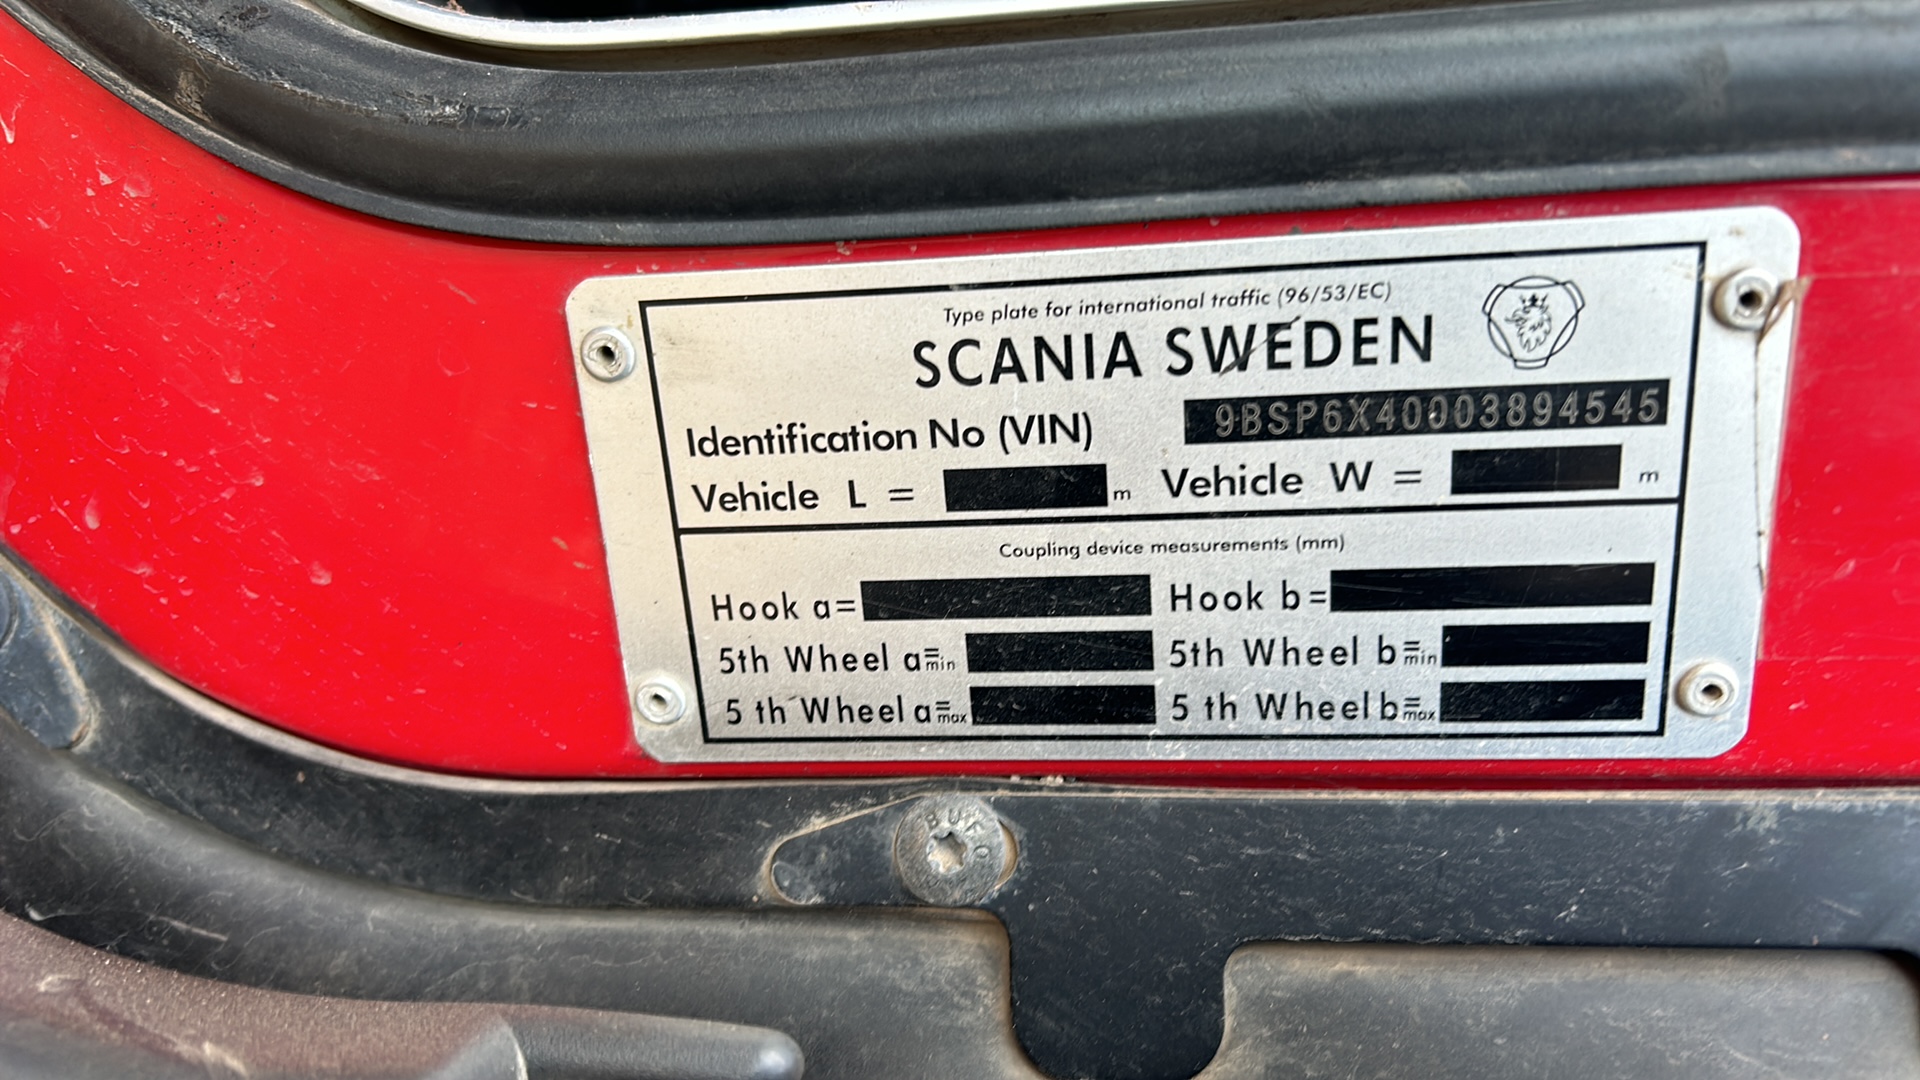 Type plate for international traffic (96/53/EC)
SCANIA SWEDEN
Identification No (VIN) 9BSP6X40003894545
Vehicle L = m Vehicle W = m
Coupling device measurements (mm)
Hook a= Hook b=
5th Wheel a=min 5th Wheel b=min
5 th Wheel a=max 5 th Wheel b=max